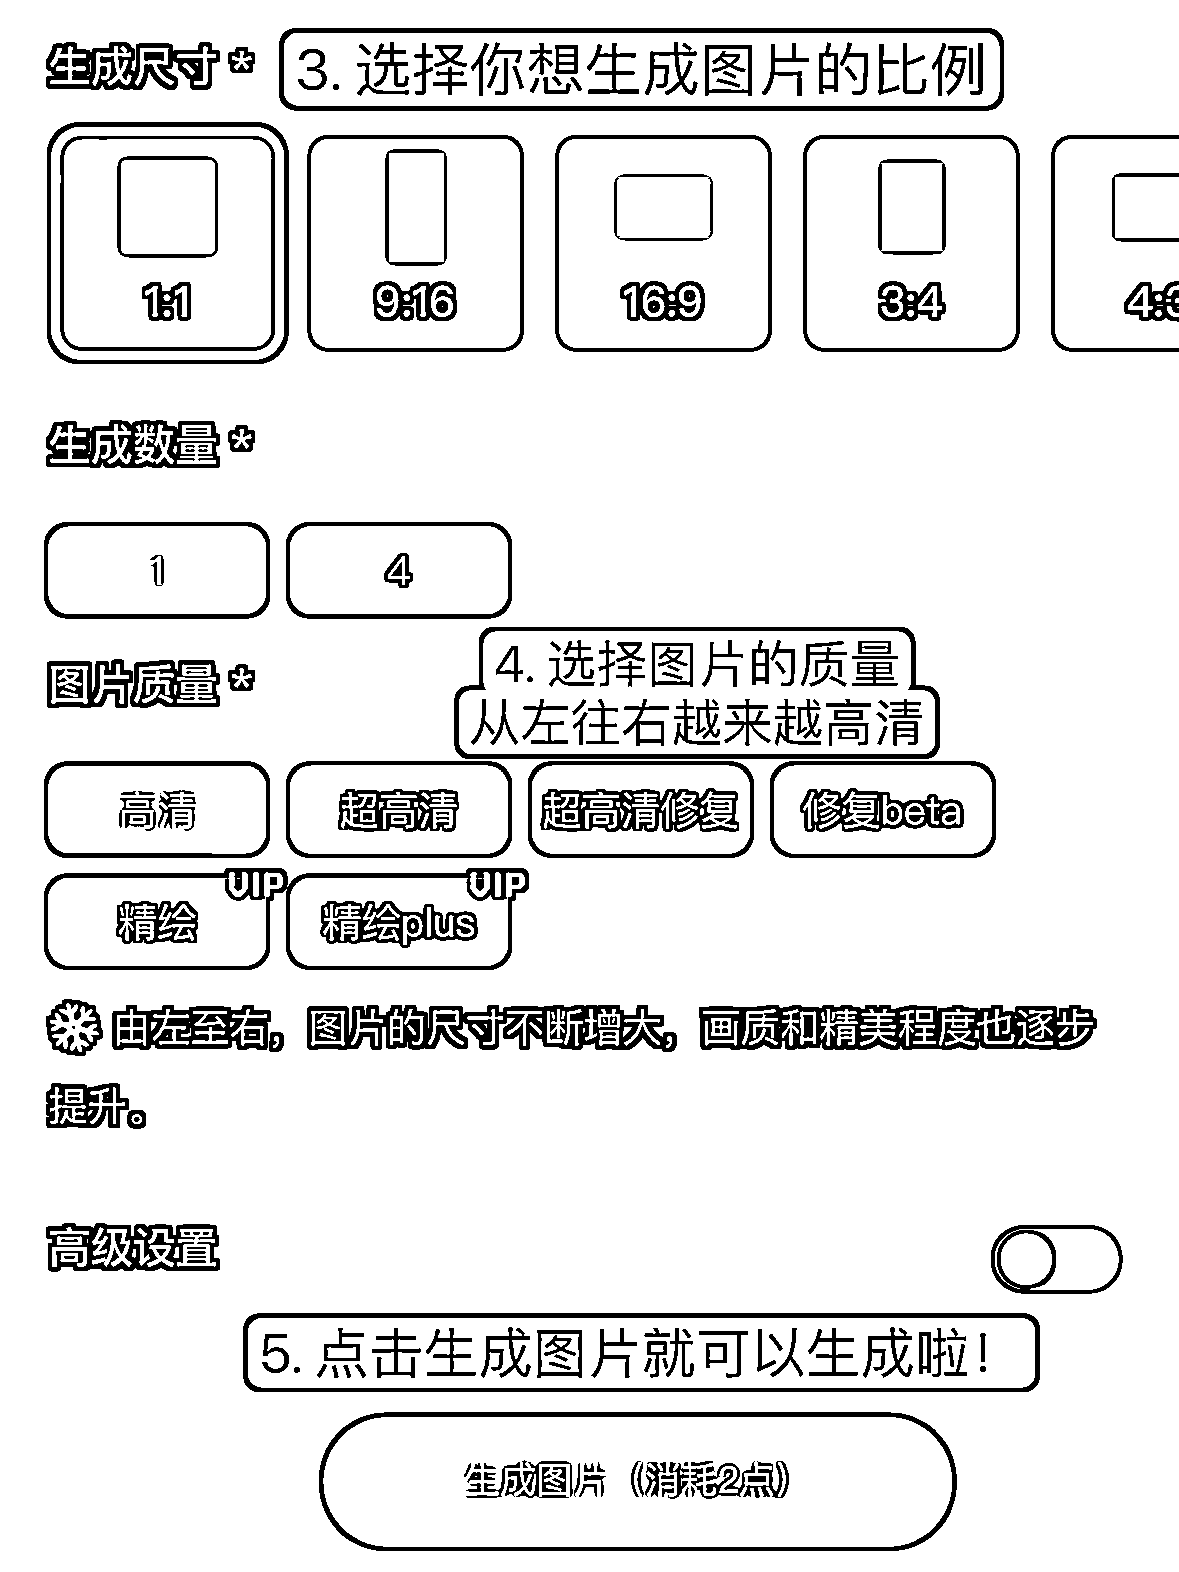 生成尺寸 *
3. 选择你想生成图片的比例
1:1 9:16 16:9 3:4 4:3
生成数量 *
1 4
图片质量 *
4. 选择图片的质量
从左往右越来越高清
高清 超高清 超高清修复 修复beta
VIP VIP
精绘 精绘plus
由左至右，图片的尺寸不断增大，画质和精美程度也逐步
提升。
高级设置
5. 点击生成图片就可以生成啦！
生成图片（消耗2点）